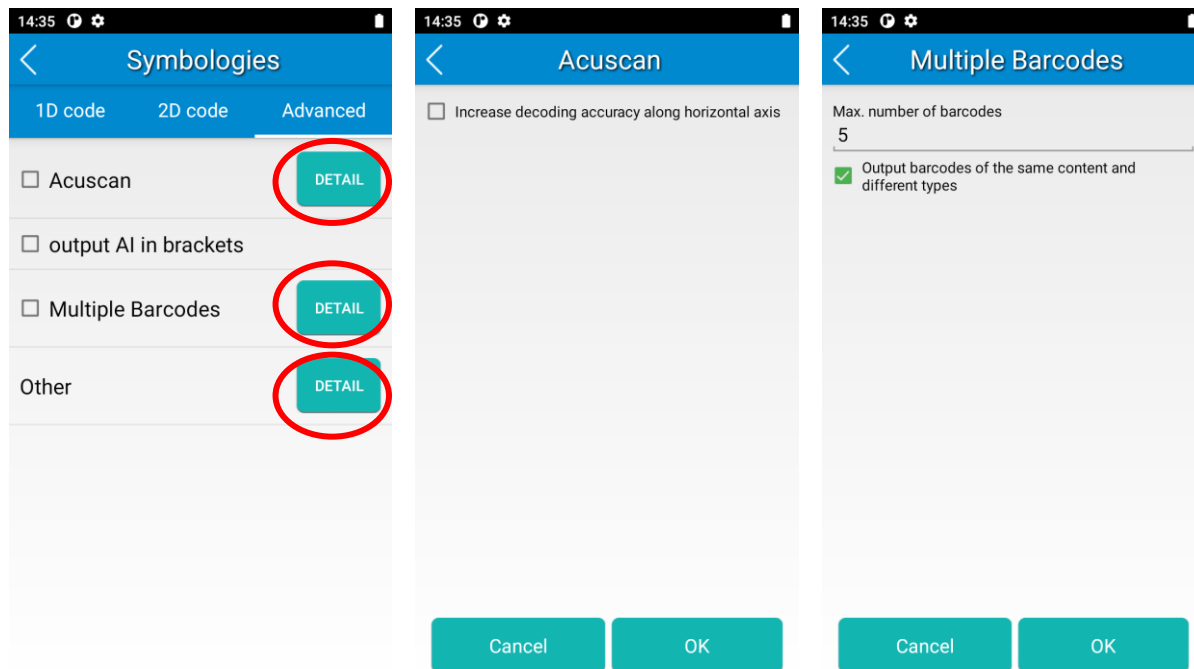 14:35
Symbologies
1D code 2D code Advanced
Acuscan DETAIL
output AI in brackets
Multiple Barcodes DETAIL
Other DETAIL
14:35
Acuscan
Increase decoding accuracy along horizontal axis
Cancel OK
14:35
Multiple Barcodes
Max. number of barcodes
5
Output barcodes of the same content and
different types
Cancel OK